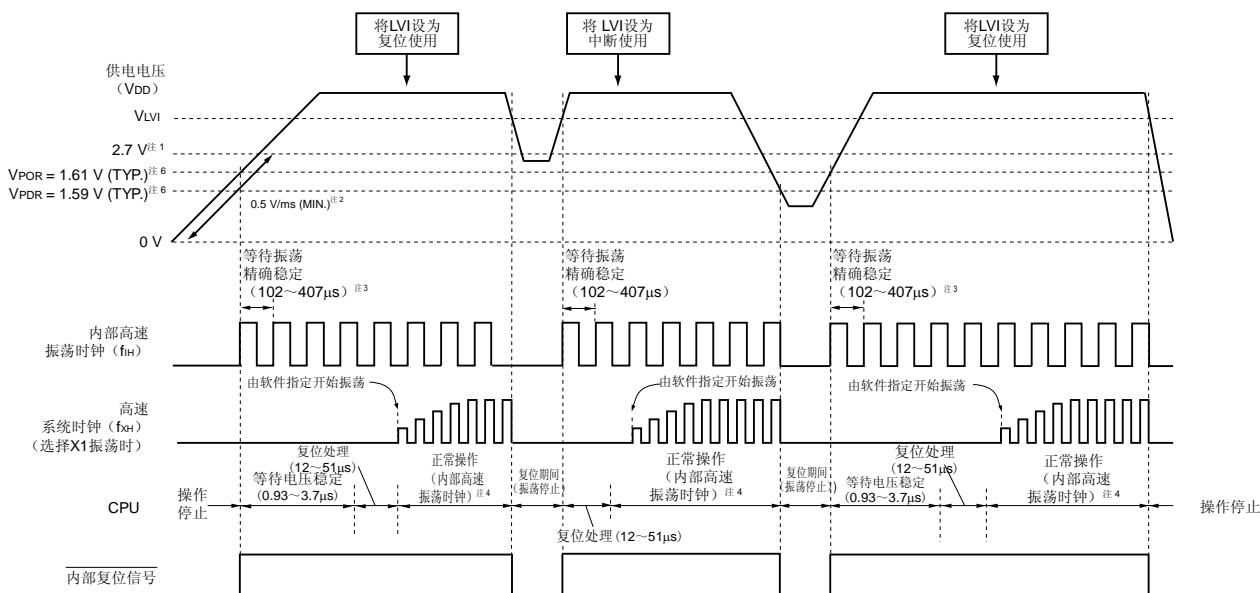 将LVI设为
复位使用
将 LVI设为
中断使用
将LVI设为
复位使用
供电电压
（VDD）
VLVI
2.7 V注 1
VPOR = 1.61 V (TYP.)注 6
VPDR = 1.59 V (TYP.)注 6
0.5 V/ms (MIN.)注 2
0 V
等待振荡
精确稳定
（102～407μs）注 3
等待振荡
精确稳定
（102～407μs）
等待振荡
精确稳定
（102～407μs）注 3
内部高速
振荡时钟（fIH）
由软件指定开始振荡
由软件指定开始振荡
由软件指定开始振荡
高速
系统时钟（fXH）
（选择X1振荡时）
CPU
操作
停止
等待电压稳定
(0.93～3.7μs)
复位处理
(12～51μs)
正常操作
（内部高速
振荡时钟）注 4
复位期间
（振荡停止）
复位处理 (12～51μs)
正常操作
（内部高速
振荡时钟）注 4
复位期间
（振荡停止）
等待电压稳定
(0.93～3.7μs)
复位处理
(12～51μs)
正常操作
（内部高速
振荡时钟）注 4
操作停止
内部复位信号